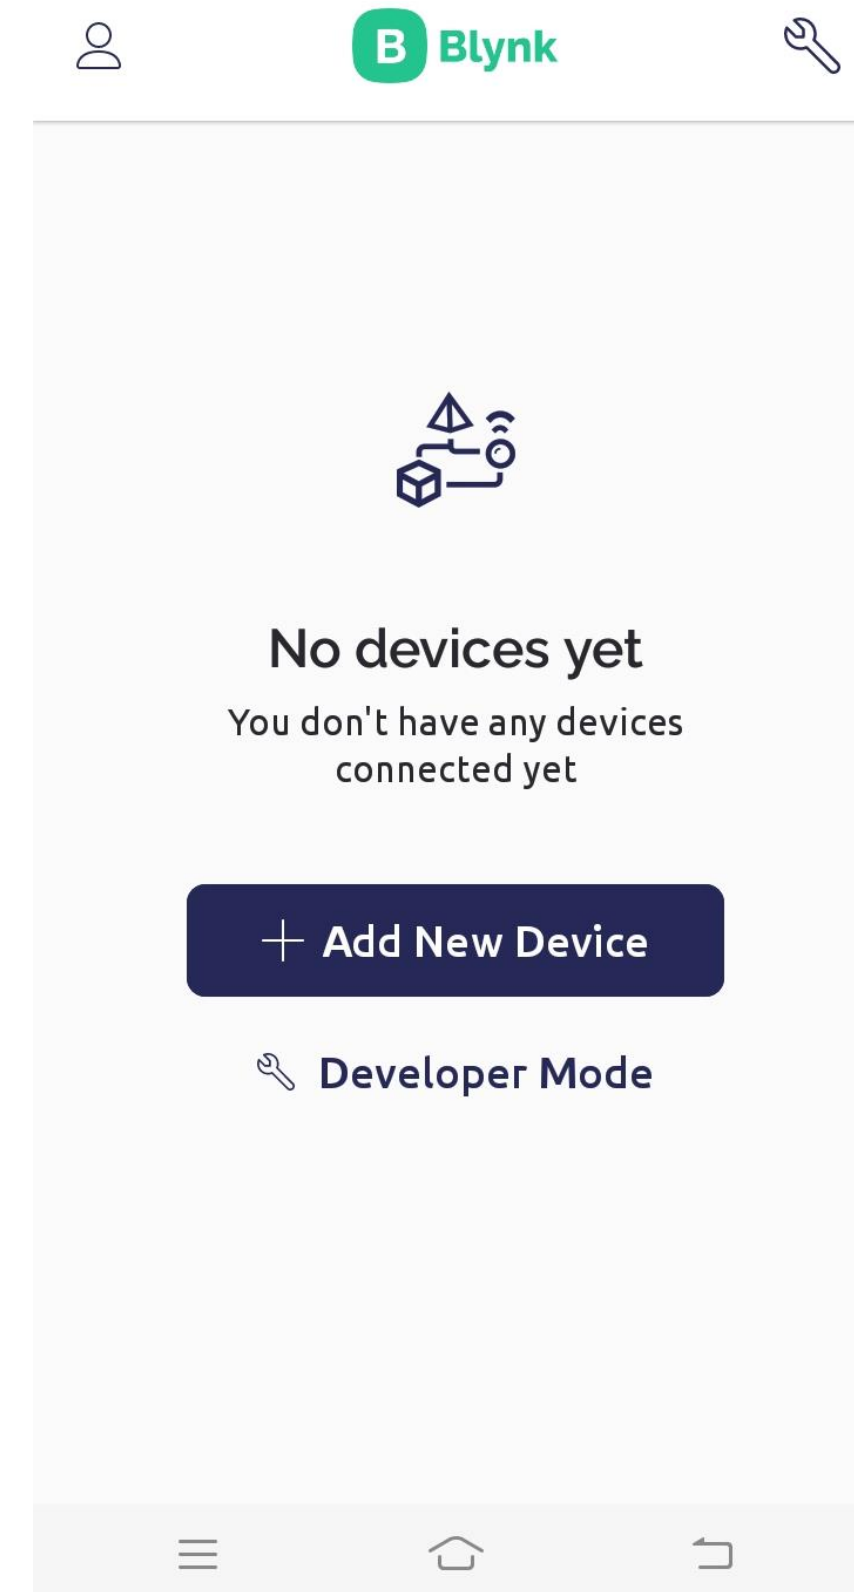 B Blynk
No devices yet
You don't have any devices
connected yet
Add New Device
Developer Mode